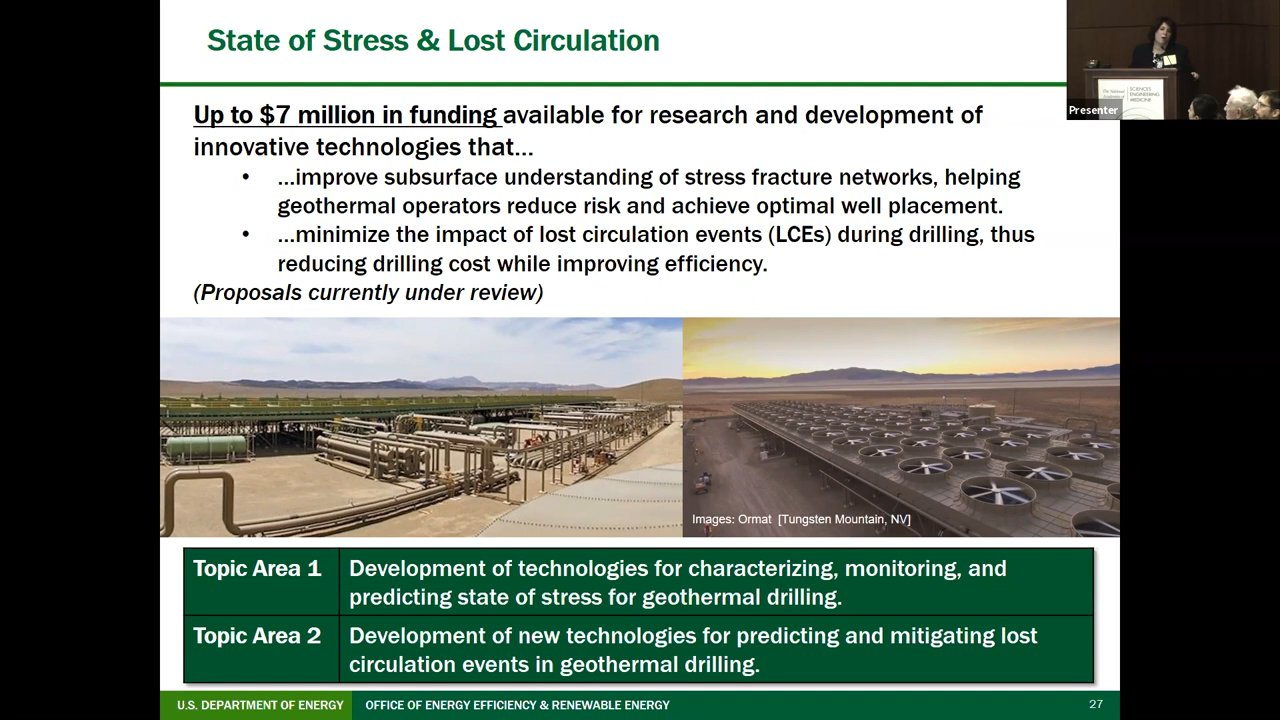 State of Stress & Lost Circulation
Up to $7 million in funding available for research and development of
innovative technologies that...
• ...improve subsurface understanding of stress fracture networks, helping
geothermal operators reduce risk and achieve optimal well placement.
• ...minimize the impact of lost circulation events (LCEs) during drilling, thus
reducing drilling cost while improving efficiency.
(Proposals currently under review)
Images: Ormat [Tungsten Mountain, NV]
Topic Area 1
Development of technologies for characterizing, monitoring, and
predicting state of stress for geothermal drilling.
Topic Area 2
Development of new technologies for predicting and mitigating lost
circulation events in geothermal drilling.
U.S. DEPARTMENT OF ENERGY
OFFICE OF ENERGY EFFICIENCY & RENEWABLE ENERGY
27
SCIENCES
ENGINEERING
MEDICINE
Presenter